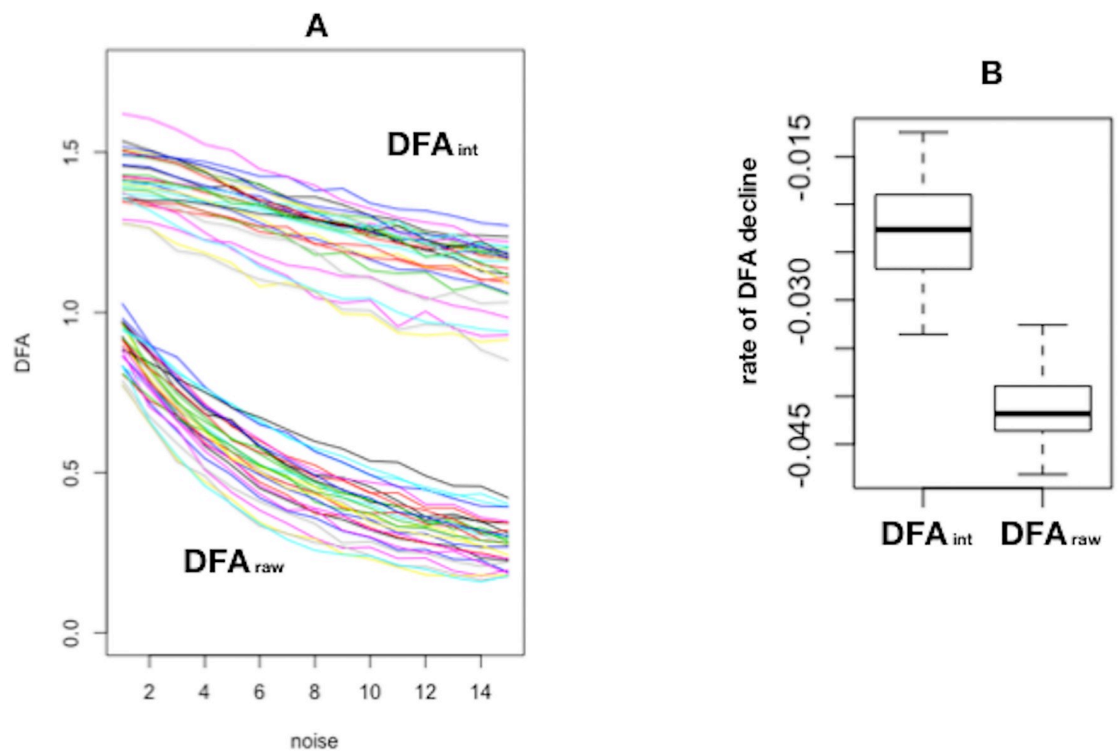 A
DFA int
DFA raw
DFA
0.0
0.5
1.0
1.5
2 4 6 8 10 12 14
noise
B
rate of DFA decline
-0.045
-0.030
-0.015
DFA int DFA raw